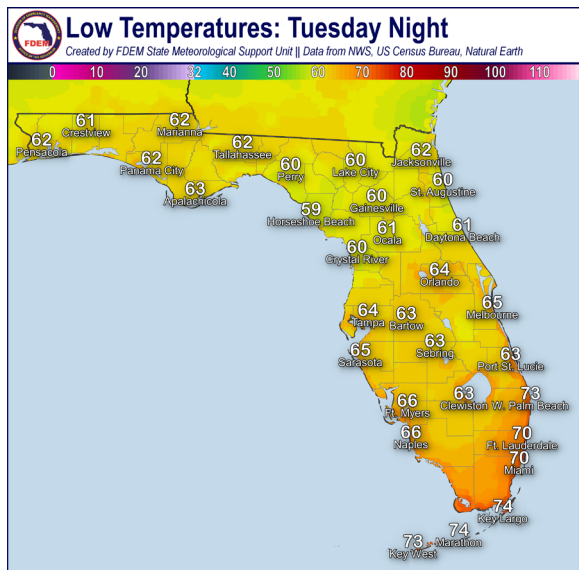 FDEM
Low Temperatures: Tuesday Night
Created by FDEM State Meteorological Support Unit || Data from NWS, US Census Bureau, Natural Earth
0 10 20 30 32 40 50 60 70 80 90 100 110
61
Crestview
62
Marianna
62
Pensacola
62
Panama City
62
Tallahassee
63
Apalachicola
60
Perry
60
Lake City
62
Jacksonville
60
St. Augustine
59
Horseshoe Beach
60
Gainesville
61
Ocala
61
Daytona Beach
60
Crystal River
64
Orlando
65
Melbourne
64
Tampa
63
Bartow
65
Sarasota
63
Sebring
63
Port St. Lucie
66
Ft. Myers
63
Clewiston
73
W. Palm Beach
66
Naples
70
Ft. Lauderdale
70
Miami
74
Key Largo
74
Marathon
73
Key West